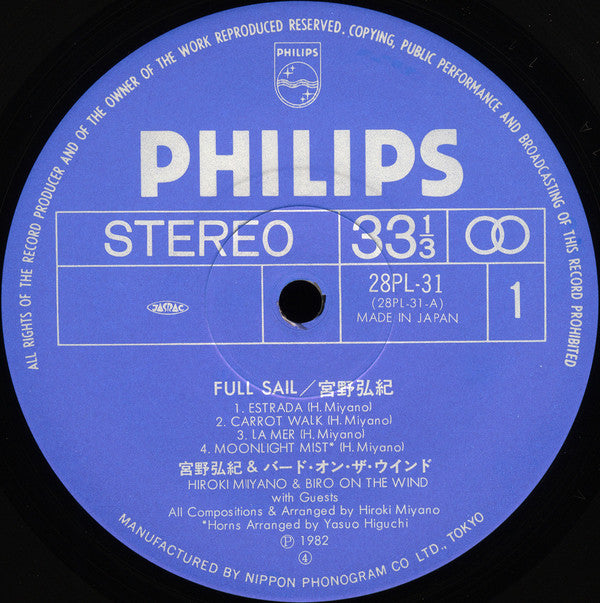 ALL RIGHTS OF THE RECORD PRODUCER AND OF THE OWNER OF THE WORK REPRODUCED RESERVED. COPYING, PUBLIC PERFORMANCE AND BROADCASTING OF THIS RECORD PROHIBITED
PHILIPS
PHILIPS
STEREO
33 1/3
JASRAC
28PL-31
(28PL-31-A)
MADE IN JAPAN
1
FULL SAIL/宮野弘紀
1. ESTRADA (H. Miyano)
2. CARROT WALK (H. Miyano)
3. LA MER (H. Miyano)
4. MOONLIGHT MIST* (H. Miyano)
宮野弘紀 & バード・オン・ザ・ウインド
HIROKI MIYANO & BIRO ON THE WIND
with Guests
All Compositions & Arranged by Hiroki Miyano
*Horns Arranged by Yasuo Higuchi
Ⓟ 1982
④
MANUFACTURED BY NIPPON PHONOGRAM CO LTD., TOKYO